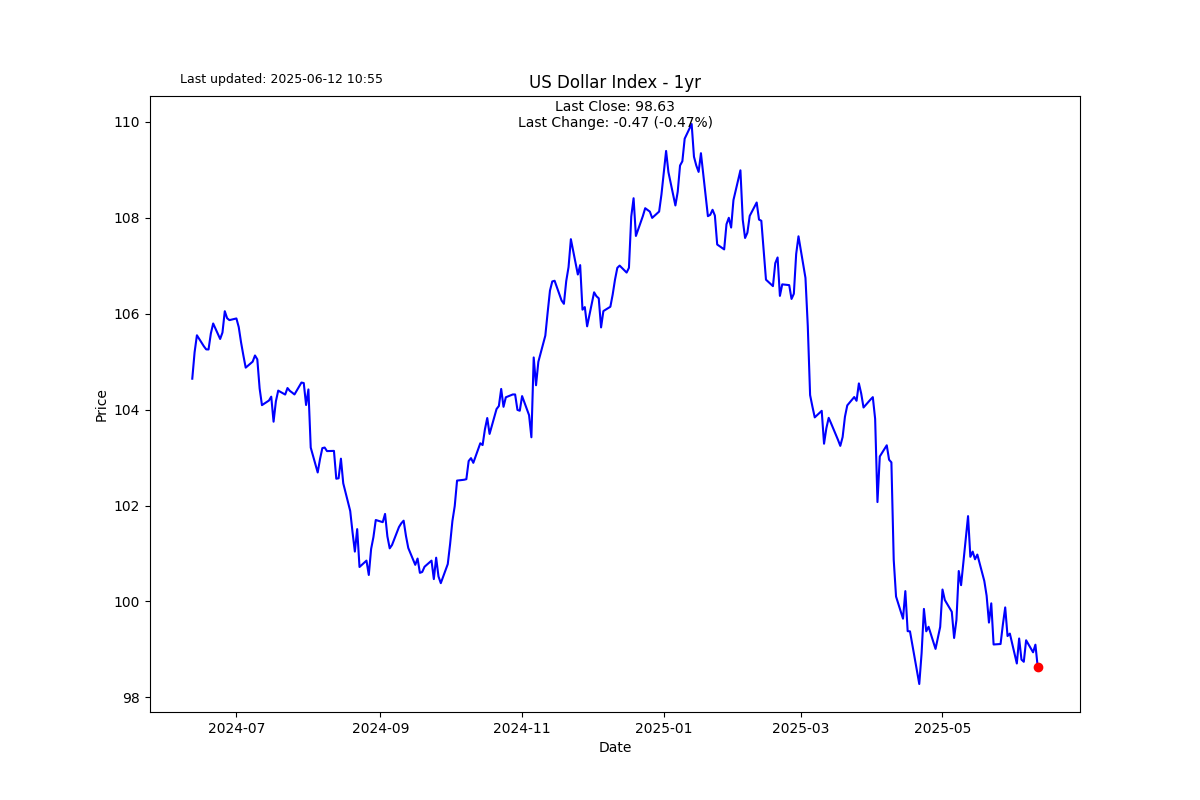 Last updated: 2025-06-12 10:55
US Dollar Index - 1yr
Last Close: 98.63
Last Change: -0.47 (-0.47%)
Price
110
108
106
104
102
100
98
2024-07
2024-09
2024-11
2025-01
2025-03
2025-05
Date